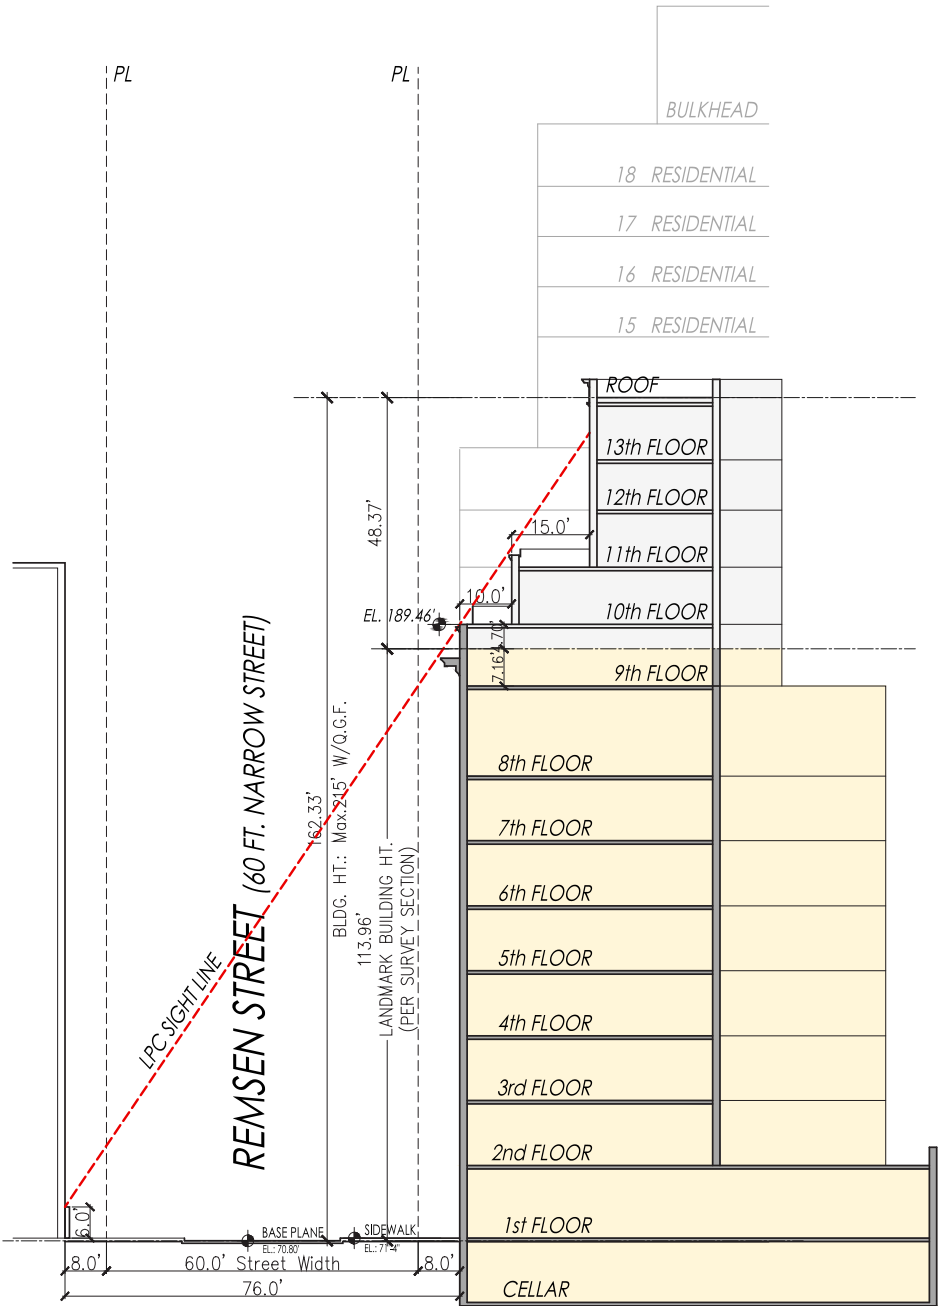 PL
PL
BULKHEAD
18 RESIDENTIAL
17 RESIDENTIAL
16 RESIDENTIAL
15 RESIDENTIAL
ROOF
13th FLOOR
12th FLOOR
15.0'
11th FLOOR
48.37'
10.0'
10th FLOOR
EL. 189.46'
4.70'
7.16'
9th FLOOR
8th FLOOR
7th FLOOR
6th FLOOR
5th FLOOR
4th FLOOR
3rd FLOOR
2nd FLOOR
1st FLOOR
CELLAR
REMSEN STREET (60 FT. NARROW STREET)
162.33'
BLDG. HT.: Max.215' W/Q.G.F.
113.96'
LANDMARK BUILDING HT.
(PER SURVEY SECTION)
LPC SIGHT LINE
6.0'
BASE PLANE
EL.: 70.80'
SIDEWALK
EL.: 71'-4"
8.0'
60.0' Street Width
8.0'
76.0'